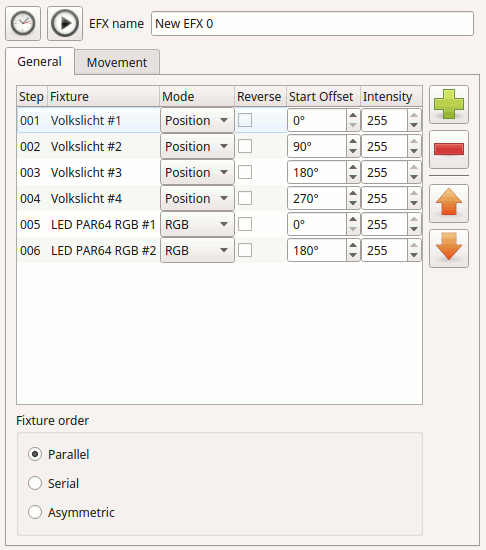 EFX name New EFX 0
General Movement
Step Fixture Mode Reverse Start Offset Intensity
001 Volkslicht #1 Position 0° 255
002 Volkslicht #2 Position 90° 255
003 Volkslicht #3 Position 180° 255
004 Volkslicht #4 Position 270° 255
005 LED PAR64 RGB #1 RGB 0° 255
006 LED PAR64 RGB #2 RGB 180° 255
Fixture order
Parallel
Serial
Asymmetric